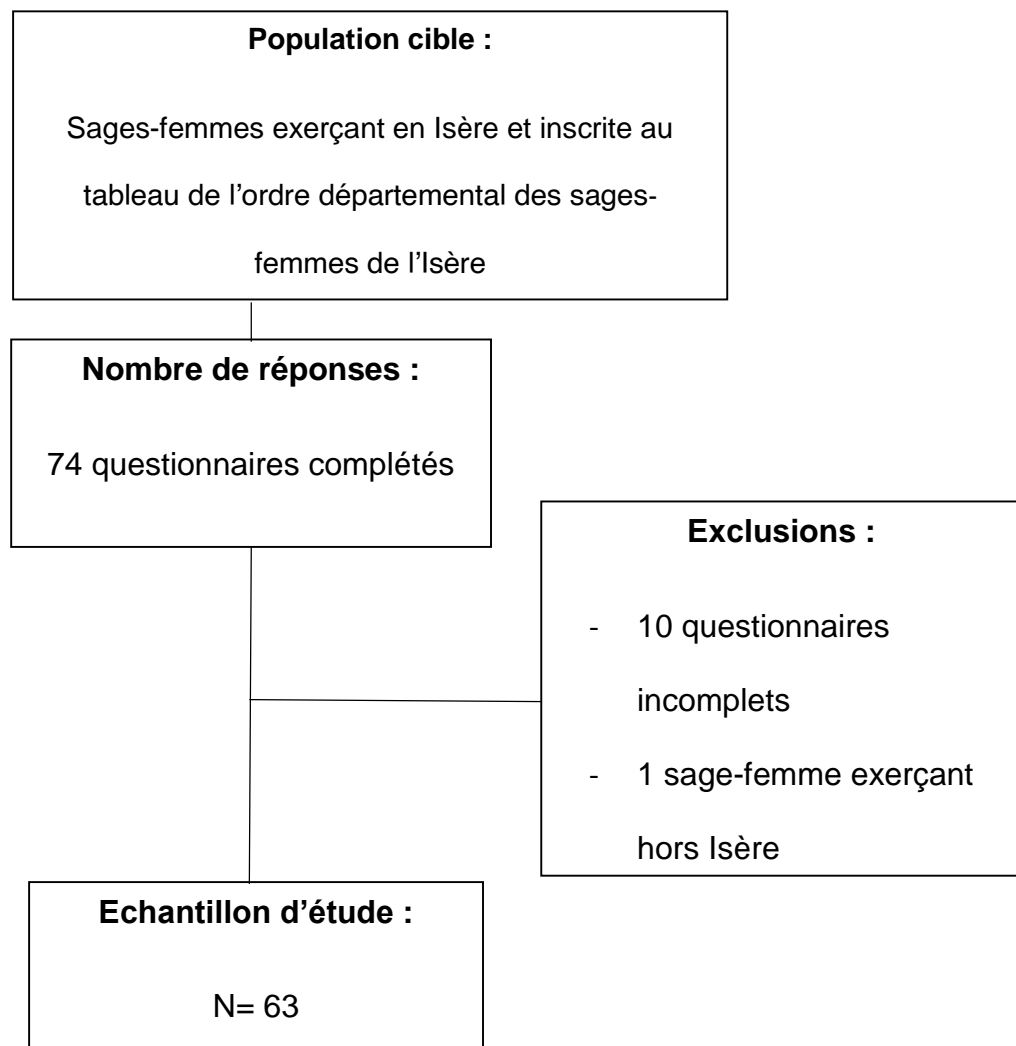 Population cible :
Sages-femmes exerçant en Isère et inscrite au
tableau de l’ordre départemental des sages-
femmes de l’Isère
Nombre de réponses :
74 questionnaires complétés
Exclusions :
- 10 questionnaires
incomplets
- 1 sage-femme exerçant
hors Isère
Echantillon d’étude :
N= 63